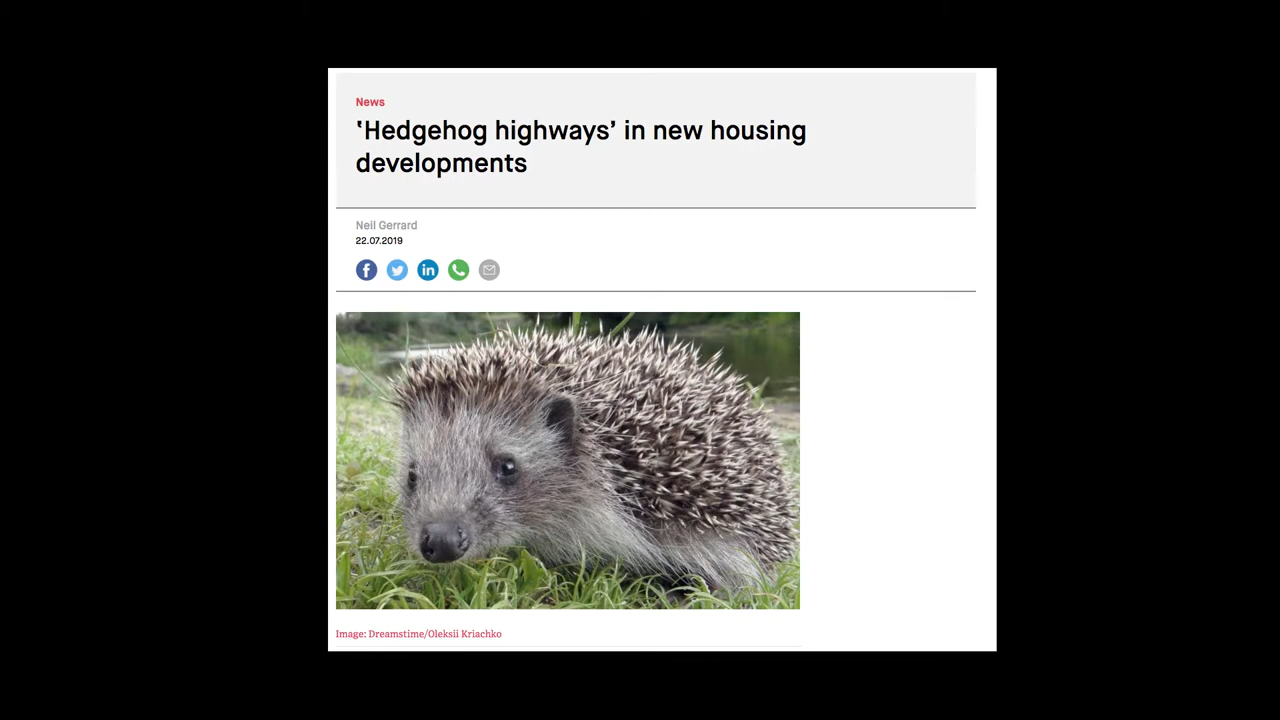 News
‘Hedgehog highways’ in new housing
developments
Neil Gerrard
22.07.2019
Image: Dreamstime/Oleksii Kriachko